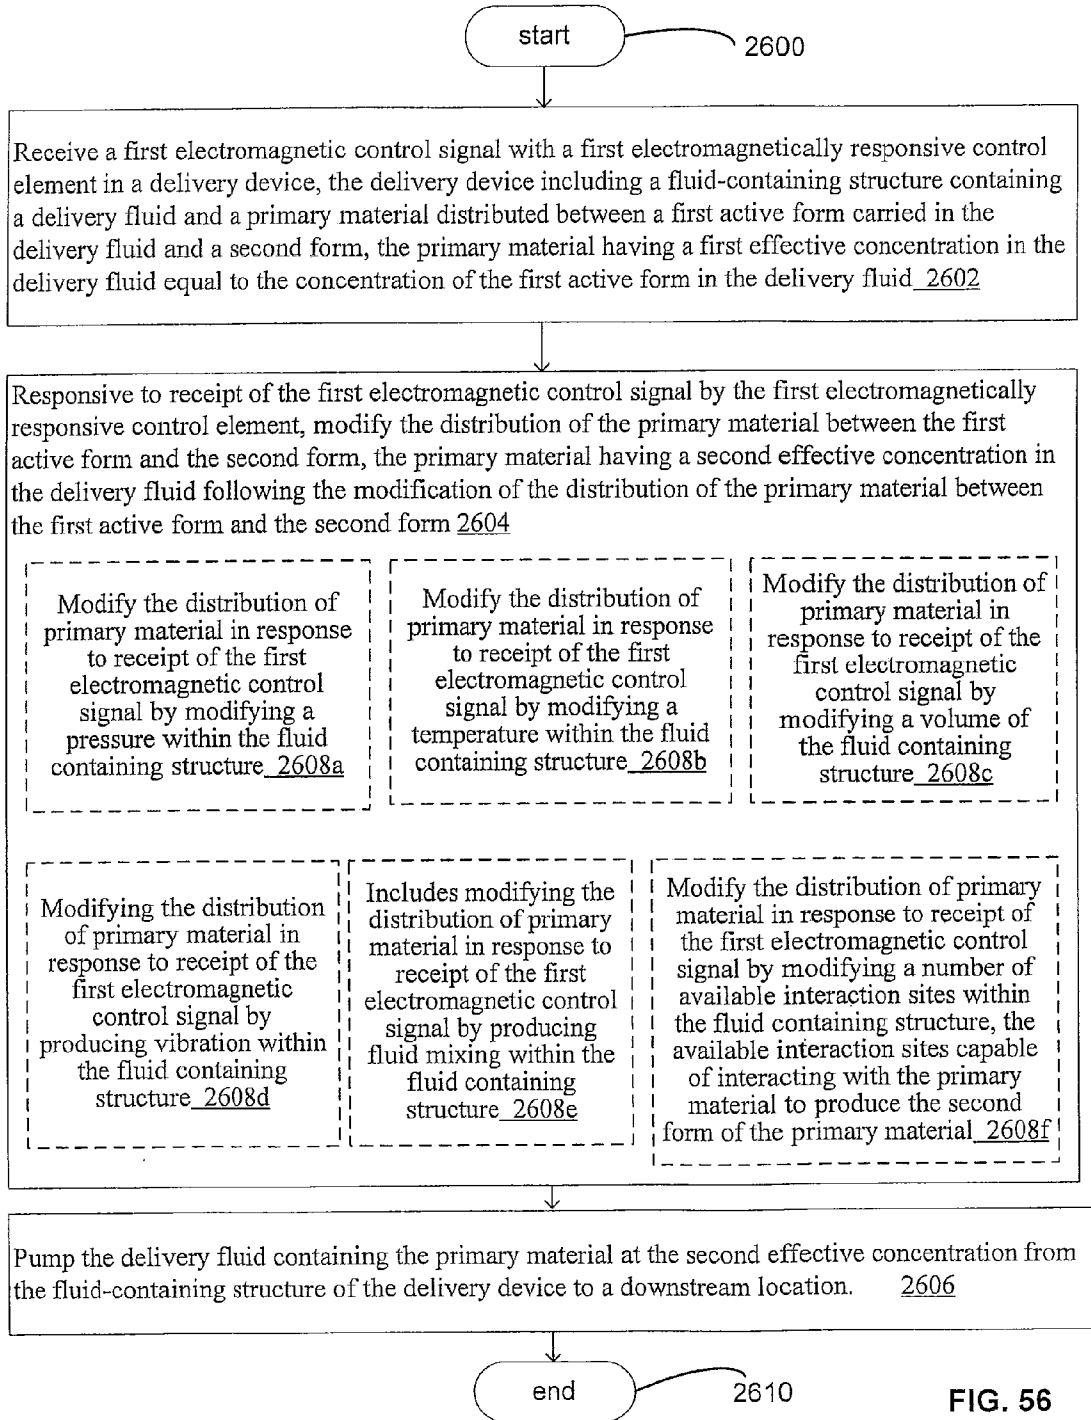 start
2600
Receive a first electromagnetic control signal with a first electromagnetically responsive control
element in a delivery device, the delivery device including a fluid-containing structure containing
a delivery fluid and a primary material distributed between a first active form carried in the
delivery fluid and a second form, the primary material having a first effective concentration in the
delivery fluid equal to the concentration of the first active form in the delivery fluid 2602
Responsive to receipt of the first electromagnetic control signal by the first electromagnetically
responsive control element, modify the distribution of the primary material between the first
active form and the second form, the primary material having a second effective concentration in
the delivery fluid following the modification of the distribution of the primary material between
the first active form and the second form 2604
Modify the distribution of
primary material in response
to receipt of the first
electromagnetic control
signal by modifying a
pressure within the fluid
containing structure 2608a
Modify the distribution of
primary material in response
to receipt of the first
electromagnetic control
signal by modifying a
temperature within the fluid
containing structure 2608b
Modify the distribution of
primary material in
response to receipt of the
first electromagnetic
control signal by
modifying a volume of
the fluid containing
structure 2608c
Modifying the distribution
of primary material in
response to receipt of the
first electromagnetic
control signal by
producing vibration within
the fluid containing
structure 2608d
Includes modifying the
distribution of primary
material in response to
receipt of the first
electromagnetic control
signal by producing
fluid mixing within the
fluid containing
structure 2608e
Modify the distribution of primary
material in response to receipt of
the first electromagnetic control
signal by modifying a number of
available interaction sites within
the fluid containing structure, the
available interaction sites capable
of interacting with the primary
material to produce the second
form of the primary material 2608f
Pump the delivery fluid containing the primary material at the second effective concentration from
the fluid-containing structure of the delivery device to a downstream location. 2606
end
2610
FIG. 56